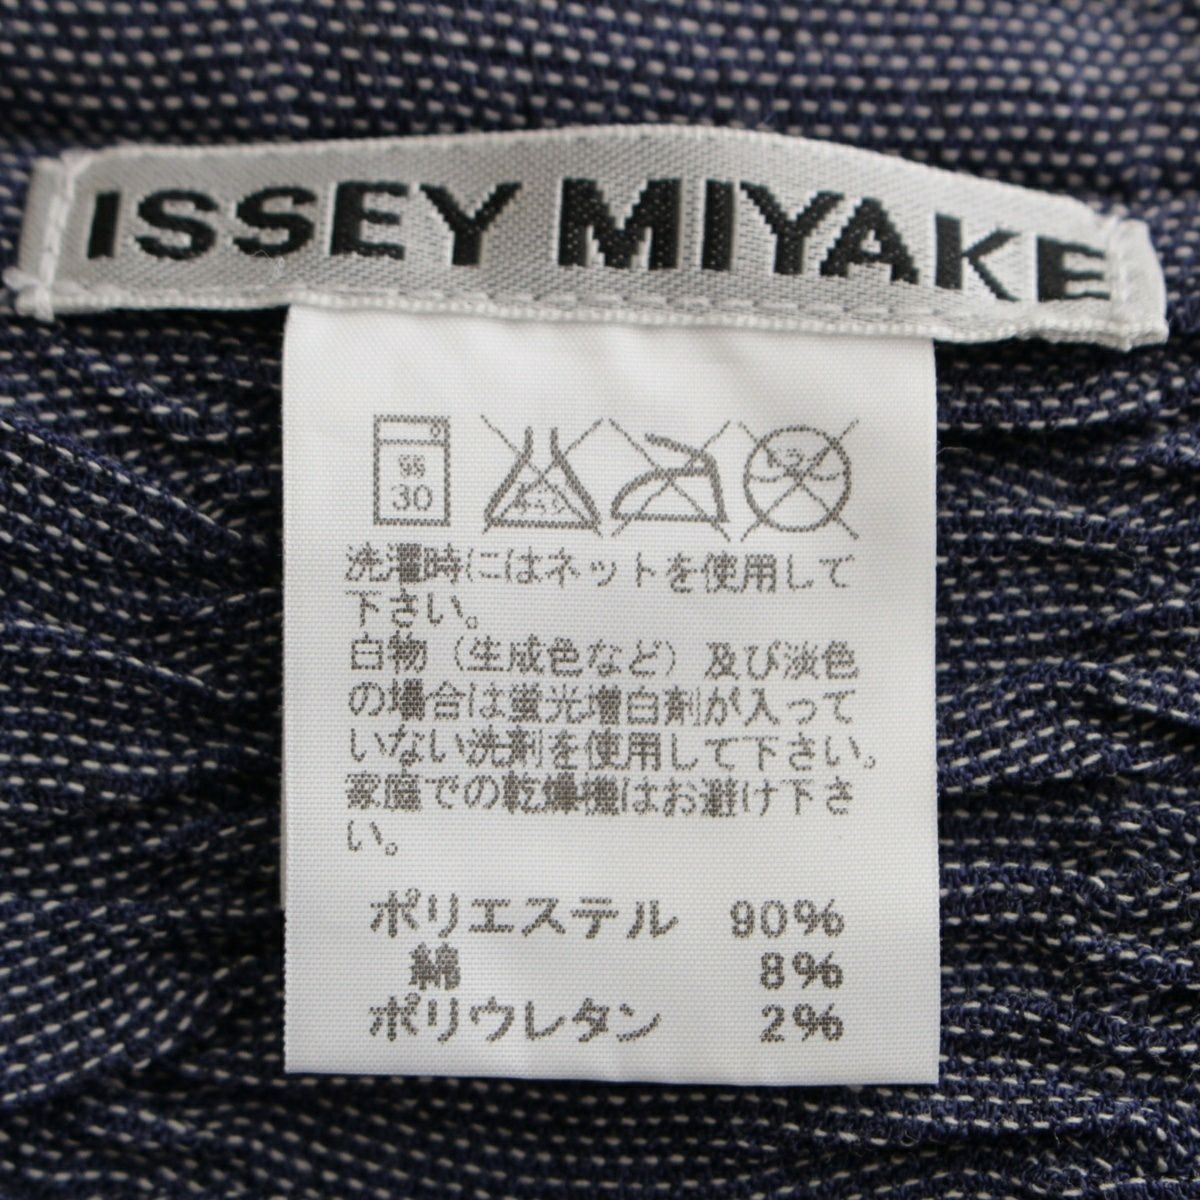 ISSEY MIYAKE
30
洗濯時にはネットを使用して
下さい。
白物（生成色など）及び淡色
の場合は蛍光増白剤が入って
いない洗剤を使用して下さい。
家庭での乾燥機はお避け下さ
い。
ポリエステル 90%
綿 8%
ポリウレタン 2%